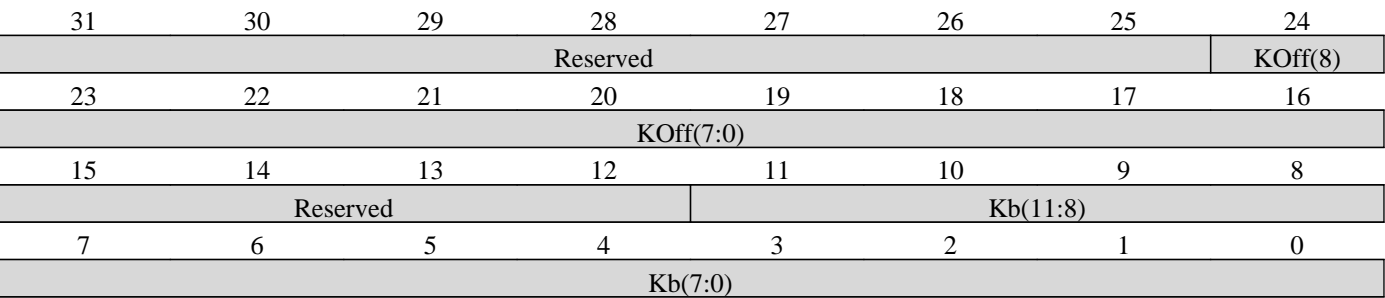 31 30 29 28 27 26 25 24
Reserved KOff(8)
23 22 21 20 19 18 17 16
KOff(7:0)
15 14 13 12 11 10 9 8
Reserved Kb(11:8)
7 6 5 4 3 2 1 0
Kb(7:0)